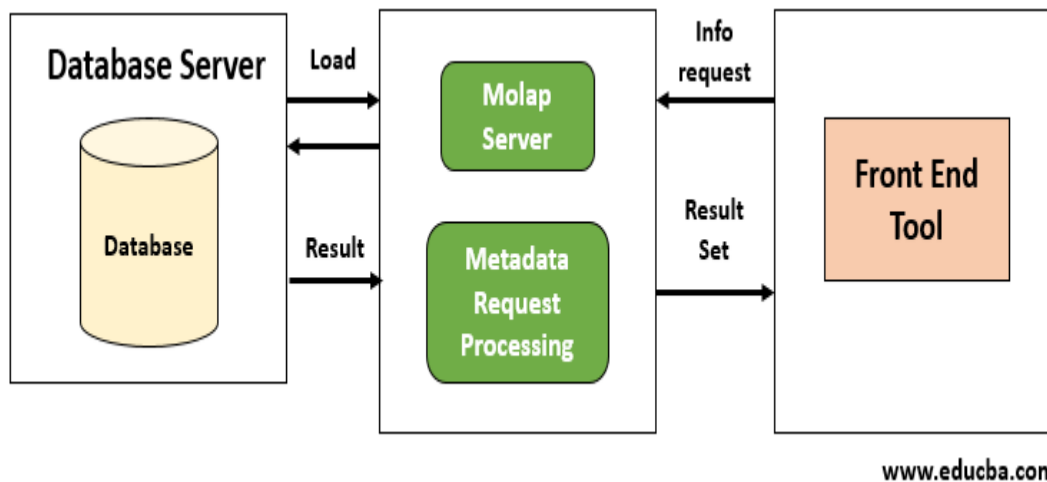 Database Server
Database
Load
Result
Molap
Server
Metadata
Request
Processing
Info
request
Result
Set
Front End
Tool
www.educba.com